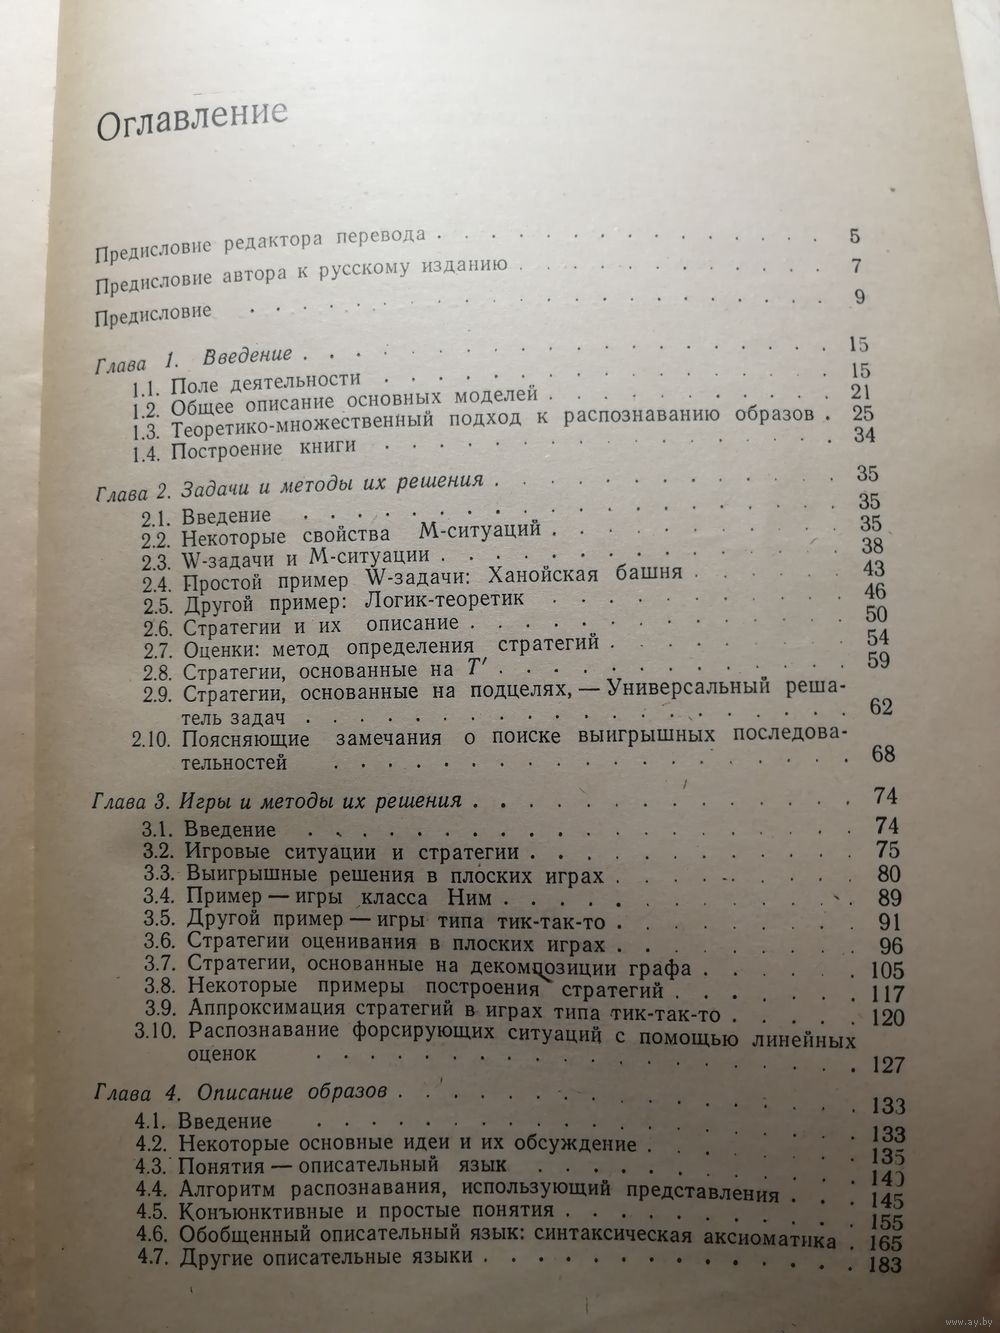 Оглавление
Предисловие редактора перевода . . . . . . . . . . . . . . . 5
Предисловие автора к русскому изданию . . . . . . . . . . . . 7
Предисловие . . . . . . . . . . . . . . . . . . . . 9
Глава 1. Введение . . . . . . . . . . . . . . . . . . . 15
1.1. Поле деятельности . . . . . . . . . . . . . . . . 15
1.2. Общее описание основных моделей . . . . . . . . . . . 21
1.3. Теоретико-множественный подход к распознаванию образов . 25
1.4. Построение книги . . . . . . . . . . . . . . . . 34
Глава 2. Задачи и методы их решения . . . . . . . . . . . . . 35
2.1. Введение . . . . . . . . . . . . . . . . . . . 35
2.2. Некоторые свойства М-ситуаций . . . . . . . . . . . 35
2.3. W-задачи и М-ситуации . . . . . . . . . . . . . . 38
2.4. Простой пример W-задачи: Ханойская башня . . . . . . 43
2.5. Другой пример: Логик-теоретик . . . . . . . . . . . 46
2.6. Стратегии и их описание . . . . . . . . . . . . . . 50
2.7. Оценки: метод определения стратегий . . . . . . . . . 54
2.8. Стратегии, основанные на T′ . . . . . . . . . . . . . 59
2.9. Стратегии, основанные на подцелях, — Универсальный реша-
тель задач . . . . . . . . . . . . . . . . . . . 62
2.10. Поясняющие замечания о поиске выигрышных последова-
тельностей . . . . . . . . . . . . . . . . . . 68
Глава 3. Игры и методы их решения . . . . . . . . . . . . . . 74
3.1. Введение . . . . . . . . . . . . . . . . . . . 74
3.2. Игровые ситуации и стратегии . . . . . . . . . . . . 75
3.3. Выигрышные решения в плоских играх . . . . . . . . . 80
3.4. Пример — игры класса Ним . . . . . . . . . . . . . 89
3.5. Другой пример — игры типа тик-так-то . . . . . . . . . 91
3.6. Стратегии оценивания в плоских играх . . . . . . . . . 96
3.7. Стратегии, основанные на декомпозиции графа . . . . . . 105
3.8. Некоторые примеры построения стратегий . . . . . . . 117
3.9. Аппроксимация стратегий в играх типа тик-так-то . . . . . 120
3.10. Распознавание форсирующих ситуаций с помощью линейных
оценок . . . . . . . . . . . . . . . . . . . 127
Глава 4. Описание образов . . . . . . . . . . . . . . . . . 133
4.1. Введение . . . . . . . . . . . . . . . . . . . 133
4.2. Некоторые основные идеи и их обсуждение . . . . . . . . 135
4.3. Понятия — описательный язык . . . . . . . . . . . . 140
4.4. Алгоритм распознавания, использующий представления . . . 145
4.5. Конъюнктивные и простые понятия . . . . . . . . . . . 155
4.6. Обобщенный описательный язык: синтаксическая аксиоматика . 165
4.7. Другие описательные языки . . . . . . . . . . . . . . 183
www.ay.by